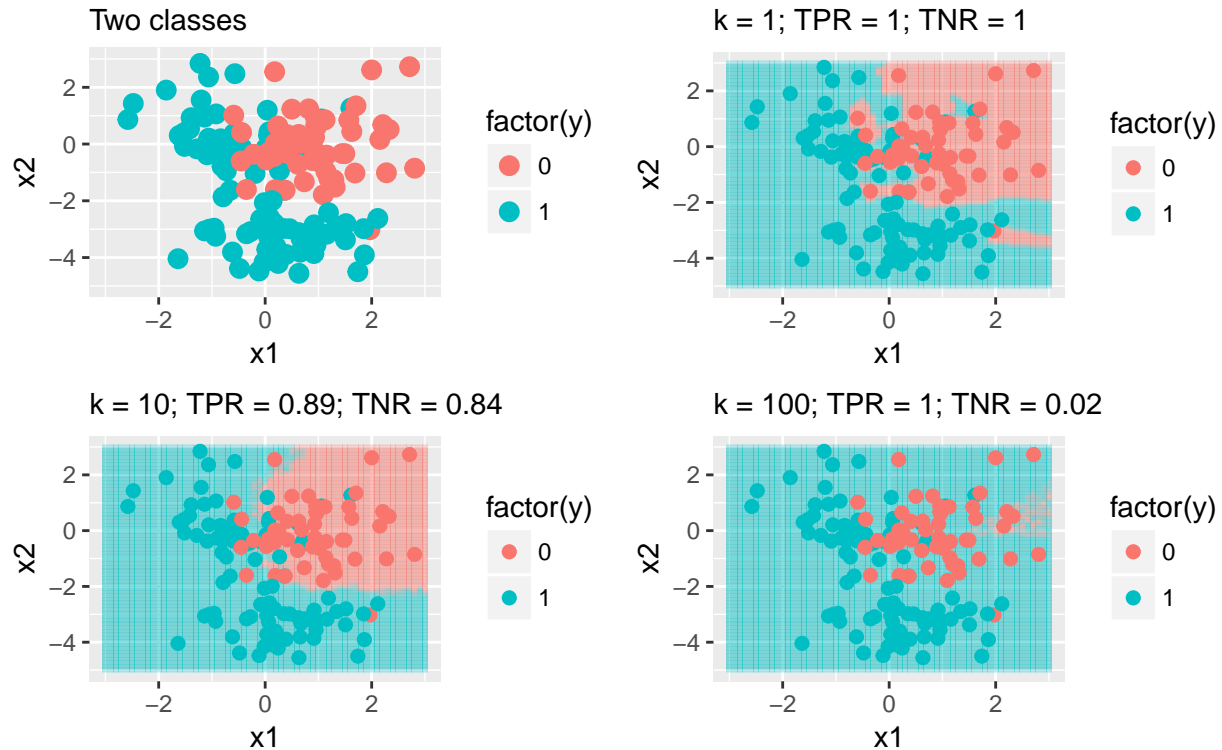 Two classes
2
0
−2
−4
−2
0
2
x1
x2
factor(y)
0
1
k = 1; TPR = 1; TNR = 1
2
0
−2
−4
−2
0
2
x1
x2
factor(y)
0
1
k = 10; TPR = 0.89; TNR = 0.84
2
0
−2
−4
−2
0
2
x1
x2
factor(y)
0
1
k = 100; TPR = 1; TNR = 0.02
2
0
−2
−4
−2
0
2
x1
x2
factor(y)
0
1